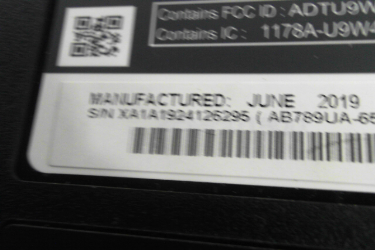 Contains FCC ID : ADTU9W
Contains IC : 1178A-U9W4
MANUFACTURED: JUNE 2019
S/N XA1A1924126295 ( AB789UA-65